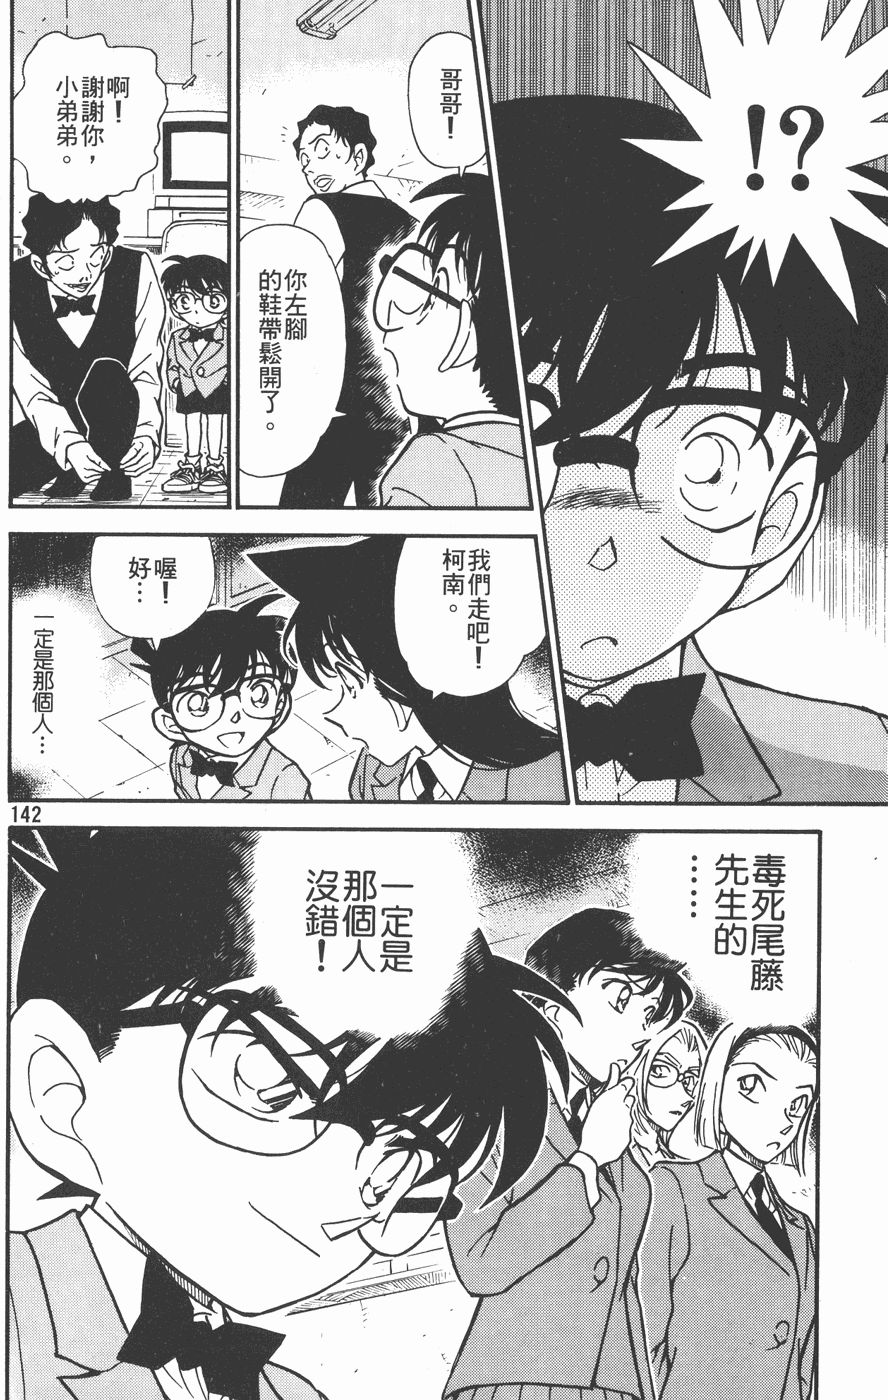 !?
哥哥！
你左腳
的鞋帶鬆開了。
啊！
謝謝你，
小弟弟。
我們走吧！
柯南。
喔！
好…
一定是那個人…
142
毒死尾藤
先生的
……
一定是
那個人
沒錯！